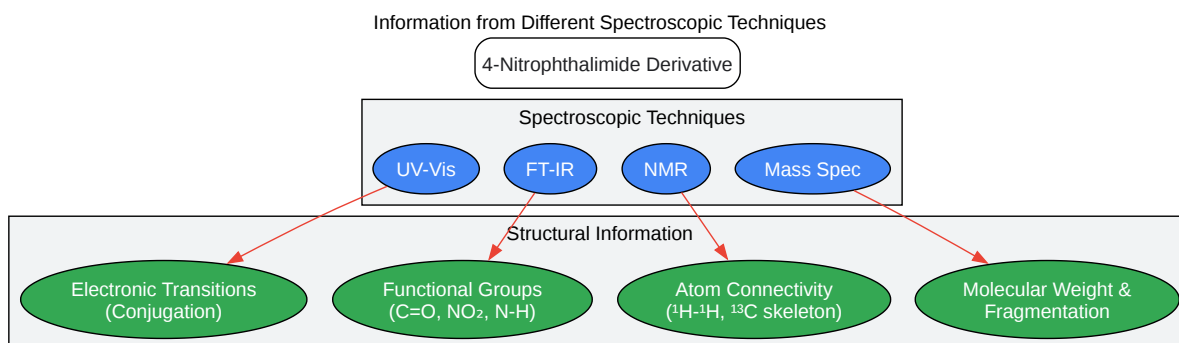 Information from Different Spectroscopic Techniques
4-Nitrophthalimide Derivative
Spectroscopic Techniques
UV-Vis
FT-IR
NMR
Mass Spec
Structural Information
Electronic Transitions
(Conjugation)
Functional Groups
(C=O, NO₂, N-H)
Atom Connectivity
(¹H-¹H, ¹³C skeleton)
Molecular Weight &
Fragmentation